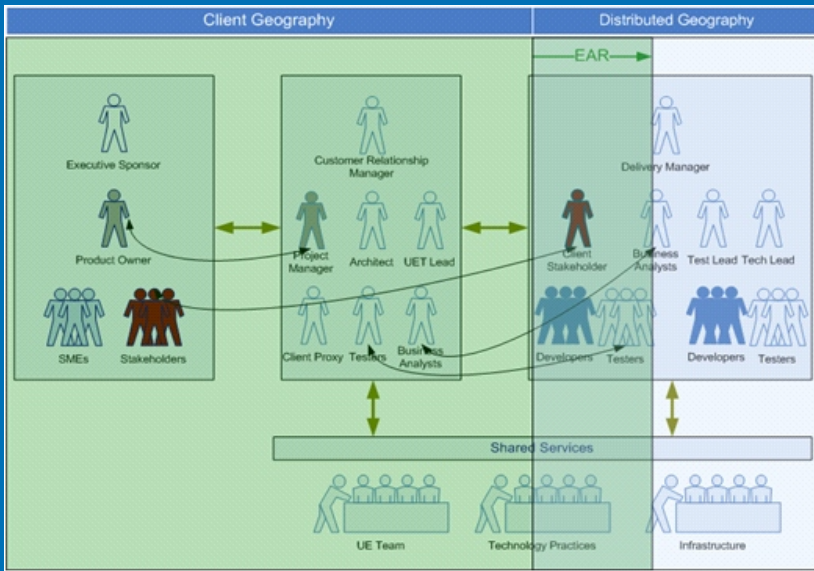 Client Geography
Distributed Geography
EAR
Executive Sponsor
Customer Relationship
Manager
Delivery Manager
Product Owner
Project
Manager
Architect
UET Lead
Client
Stakeholder
Business
Analysts
Test Lead
Tech Lead
SMEs
Stakeholders
Client Proxy
Testers
Business
Analysts
Developers
Testers
Developers
Testers
Shared Services
UE Team
Technology Practices
Infrastructure